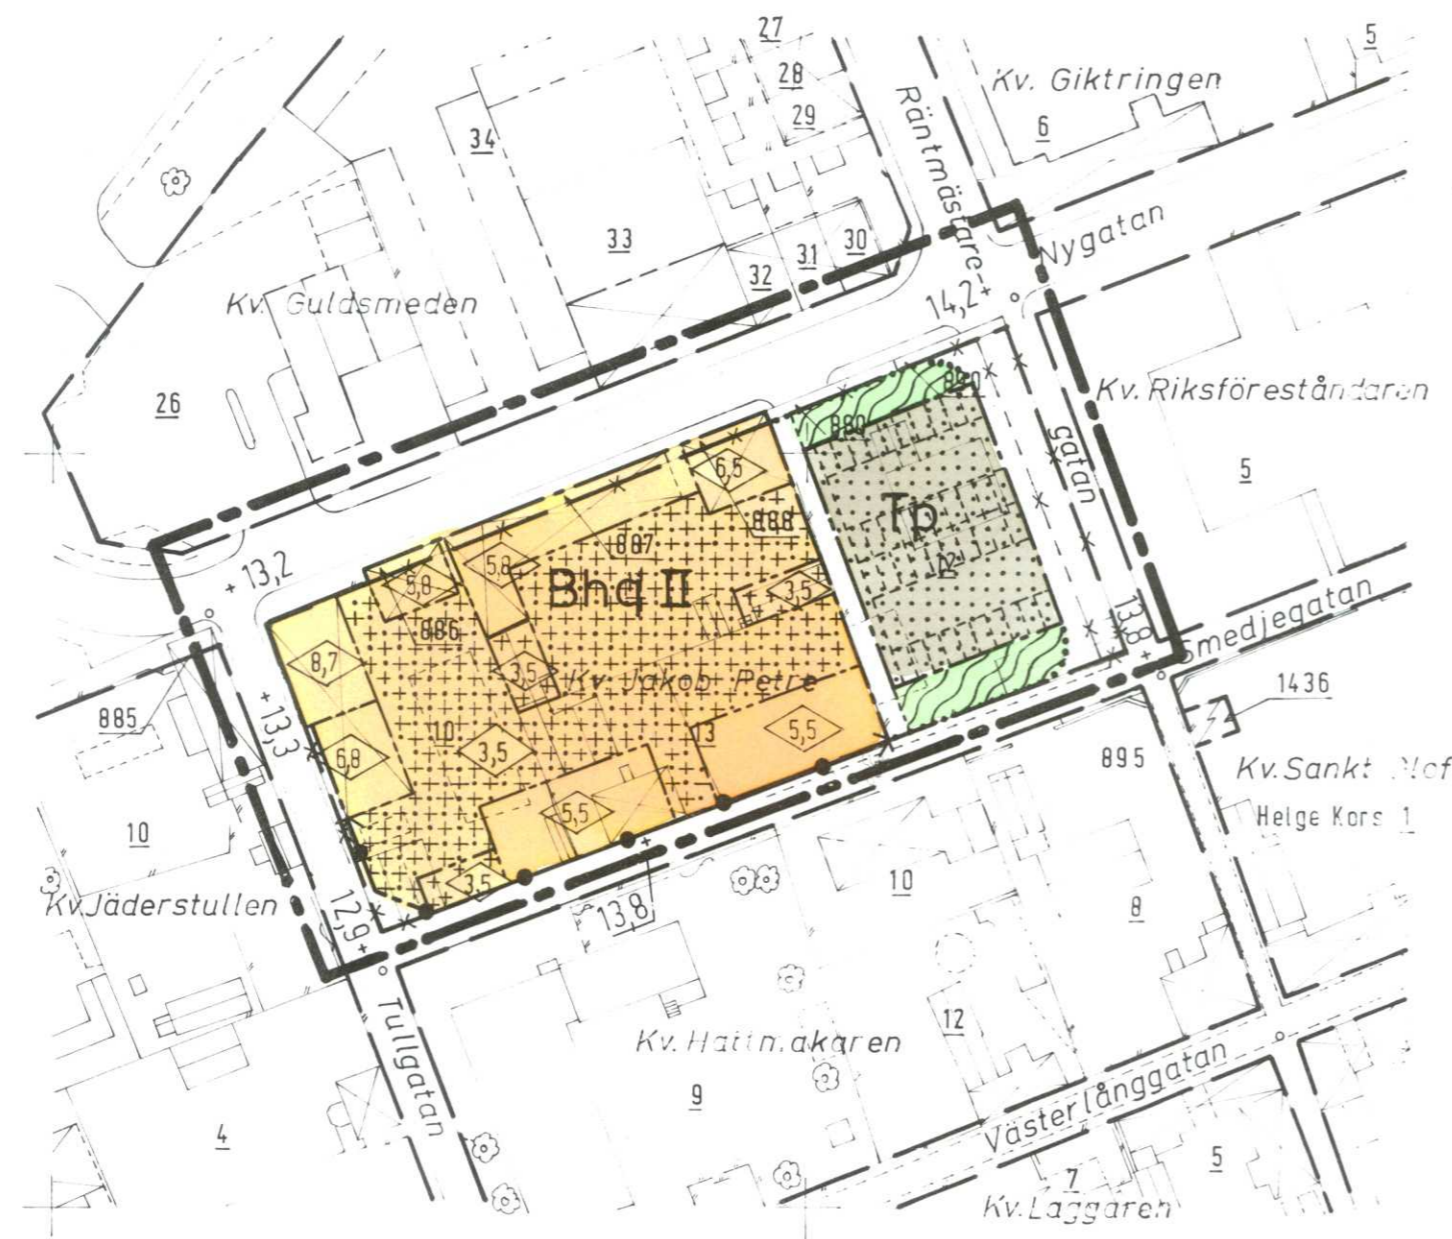 27
28
29
5
Kv. Giktringen
6
Räntmästare-
34
33
32
31
30
Nygatan
14,2
Kv. Guldsmeden
26
Kv. Riksföreståndaren
5
gatan
880
6,5
888
887
Tp
13,2
5,8
5,8
Bhq II
3,5
886
13,8
Smedjegatan
8,7
3,5
Kv. Jakob Petre
885
1436
13,3
10
13
6,8
3,5
5,5
895
Kv. Sankt
Helge Kors 1
10
5,5
10
8
3,5
Kv. Jäderstullen
12,9
13,8
Tullgatan
Kv. Hattmakaren
12
9
4
Västerlånggatan
5
7
Kv. Laggaren